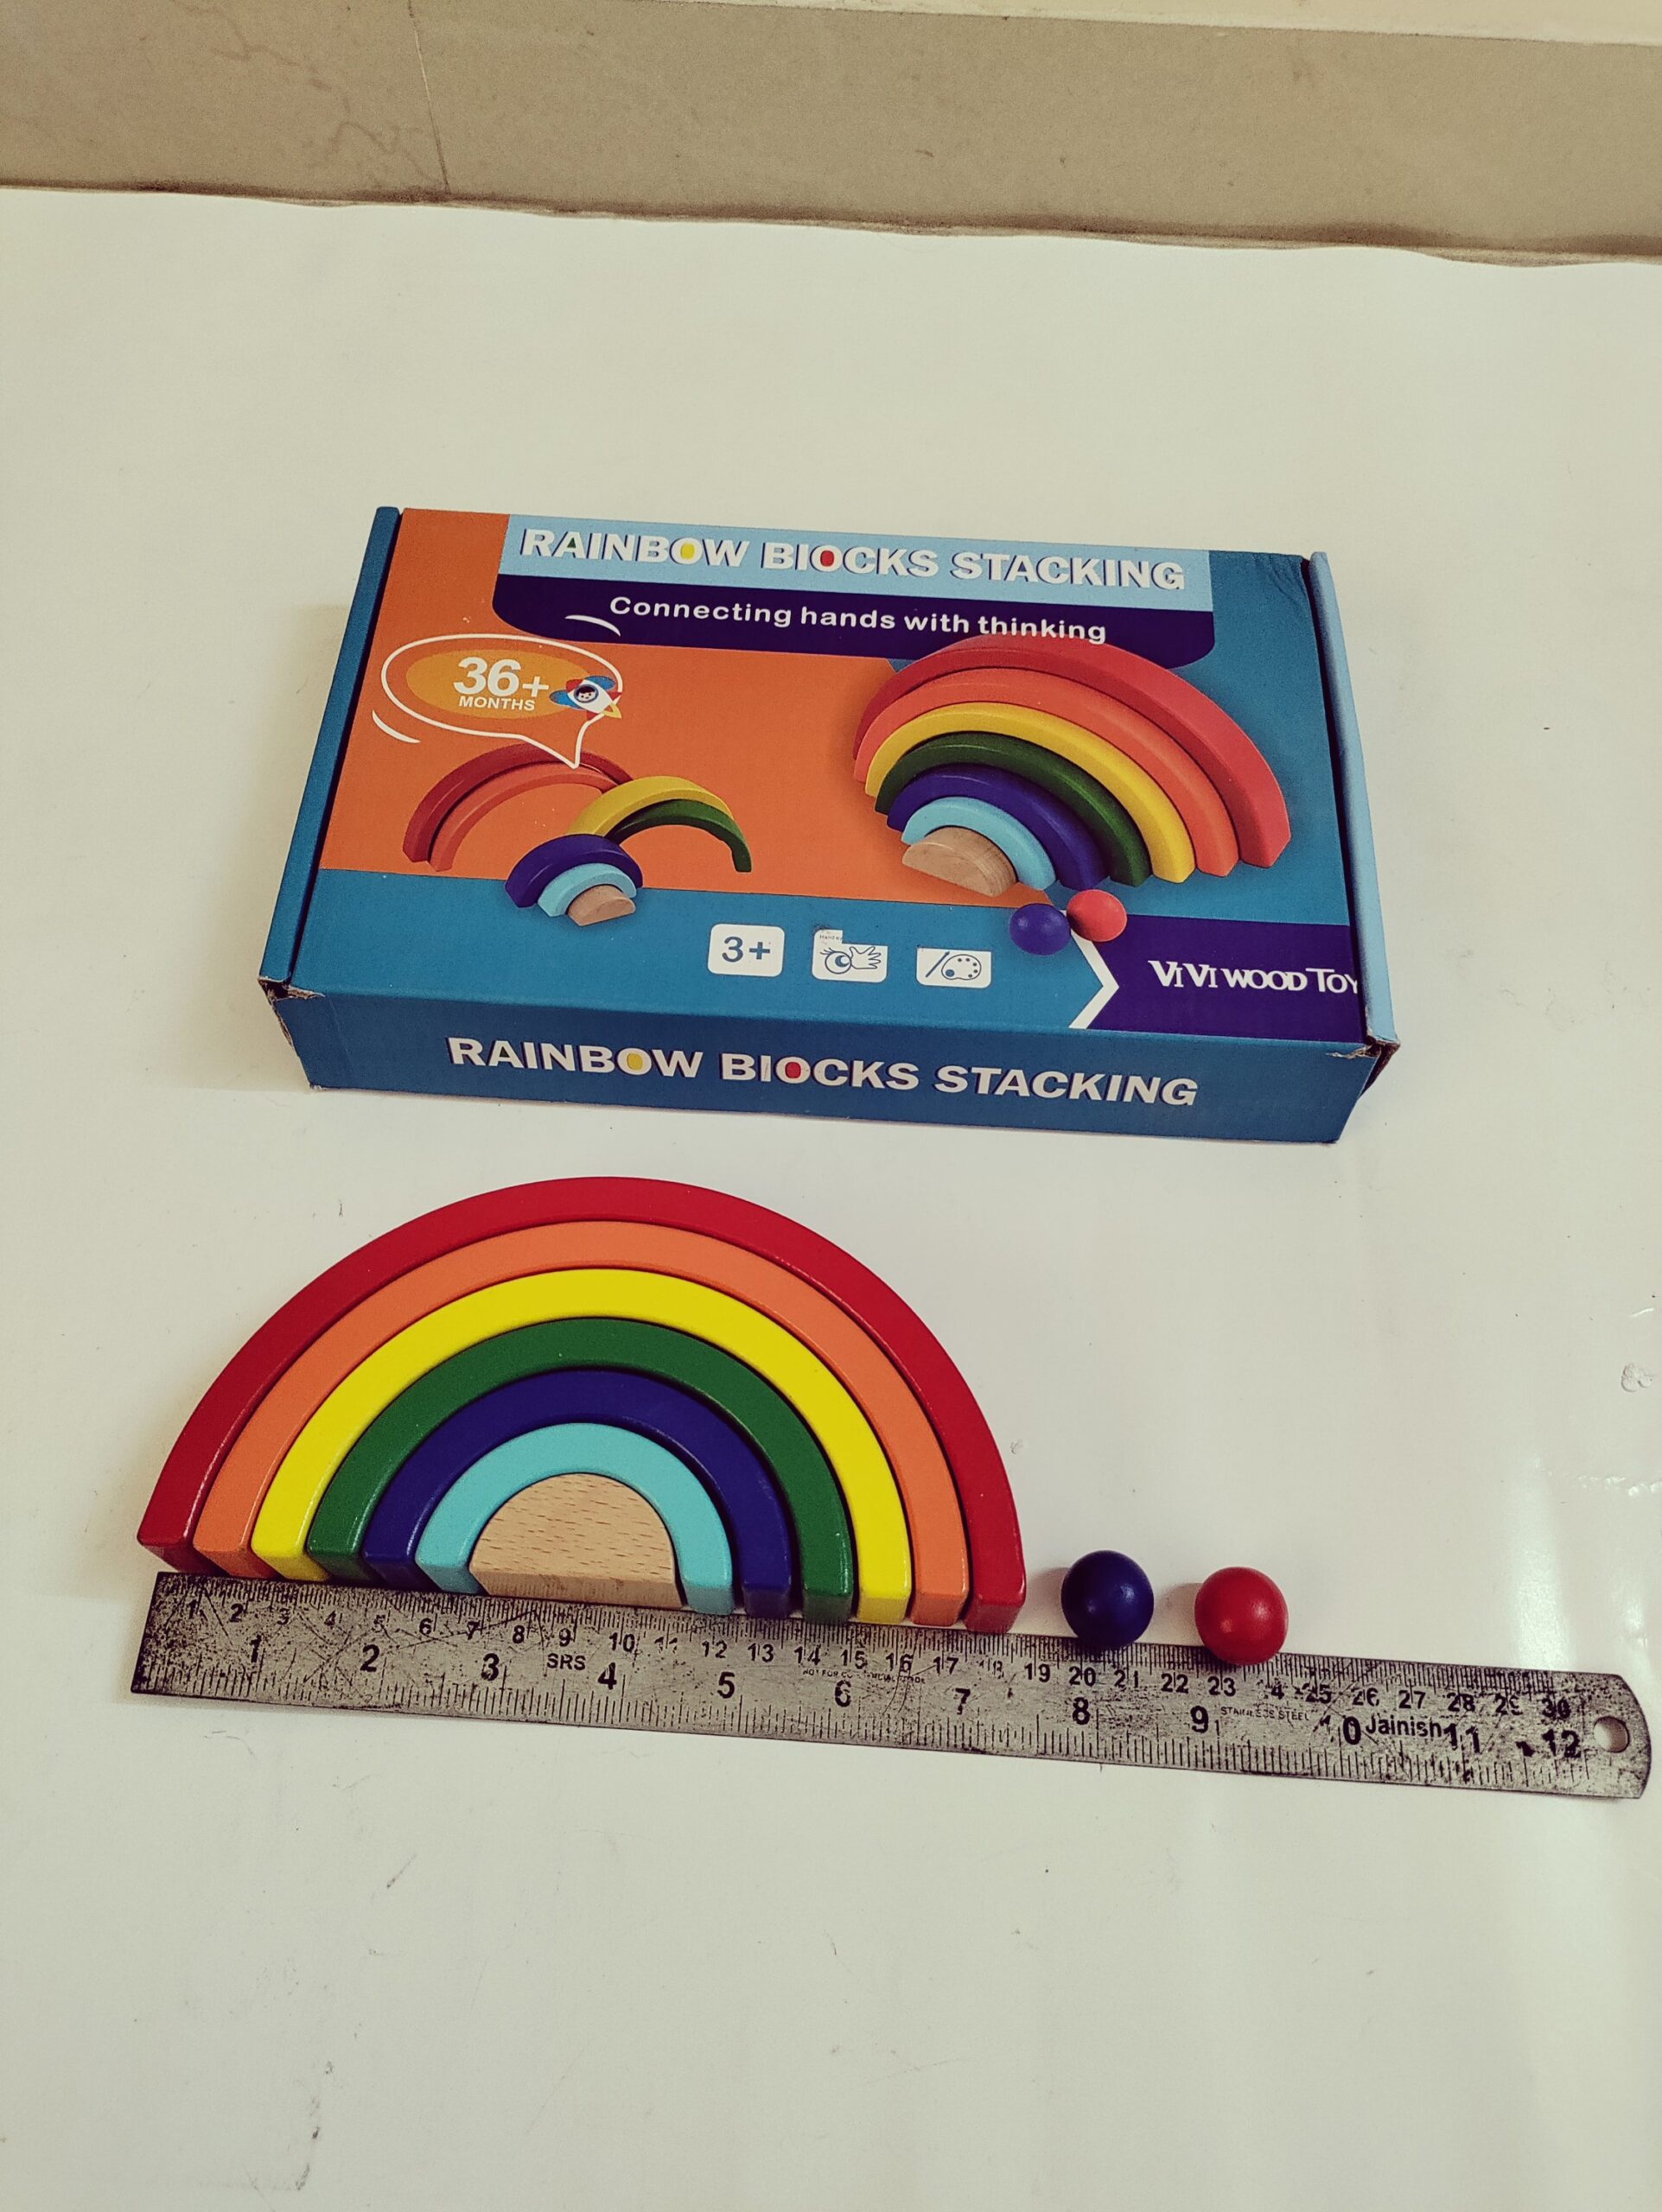 RAINBOW BLOCKS STACKING
Connecting hands with thinking
36+
MONTHS
3+
VIVI WOOD TOY
RAINBOW BLOCKS STACKING
1 2 3 4 5 6 7 8 9 10 11 12 13 14 15 16 17 18 19 20 21 22 23 24 25 26 27 28 29 30
SRS
STAINLESS STEEL
Jainish
1 2 3 4 5 6 7 8 9 10 11 12